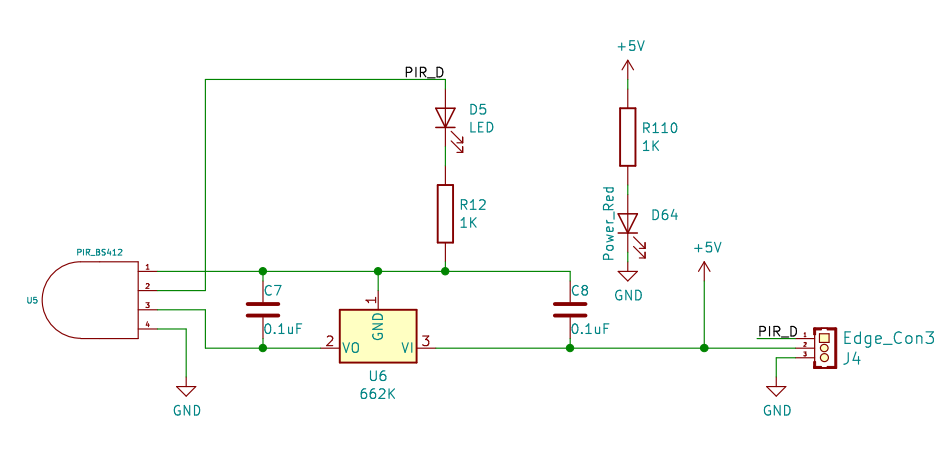 +5V
PIR_D
D5
LED
R110
1K
R12
1K
Power_Red
D64
PIR_BS412
+5V
U5
1
2
3
4
C7
0.1uF
1
GND
C8
0.1uF
GND
2
VO
VI
3
U6
662K
PIR_D
1
2
3
Edge_Con3
J4
GND
GND